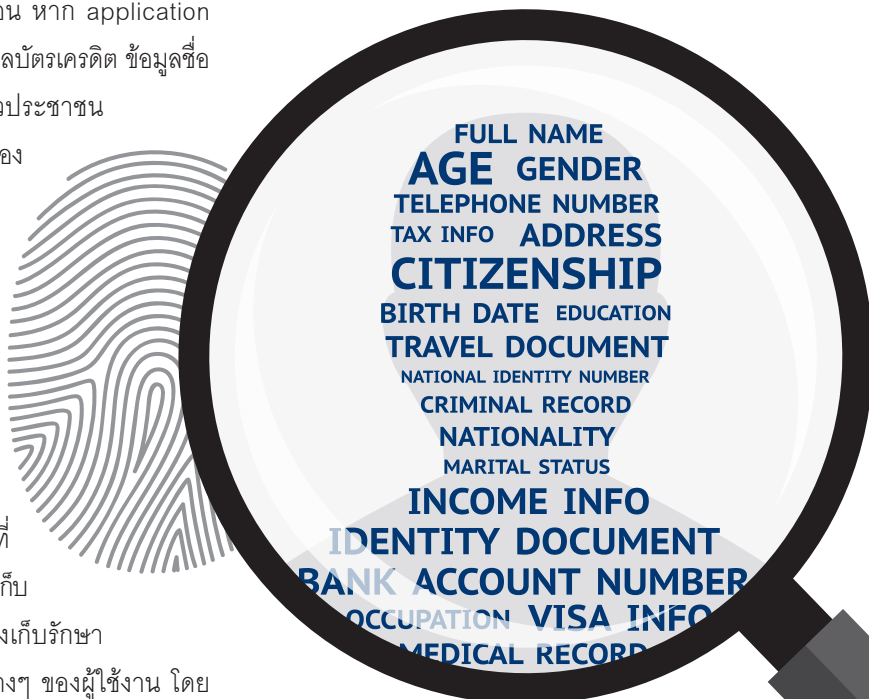 หาก application
บัตรเครดิต ข้อมูลชื่อ
ประชาชน
FULL NAME
AGE GENDER
TELEPHONE NUMBER
TAX INFO ADDRESS
CITIZENSHIP
BIRTH DATE EDUCATION
TRAVEL DOCUMENT
NATIONAL IDENTITY NUMBER
CRIMINAL RECORD
NATIONALITY
MARITAL STATUS
INCOME INFO
IDENTITY DOCUMENT
BANK ACCOUNT NUMBER
OCCUPATION VISA INFO
MEDICAL RECORD
ที่
เก็บรักษา
ของผู้ใช้งาน โดย